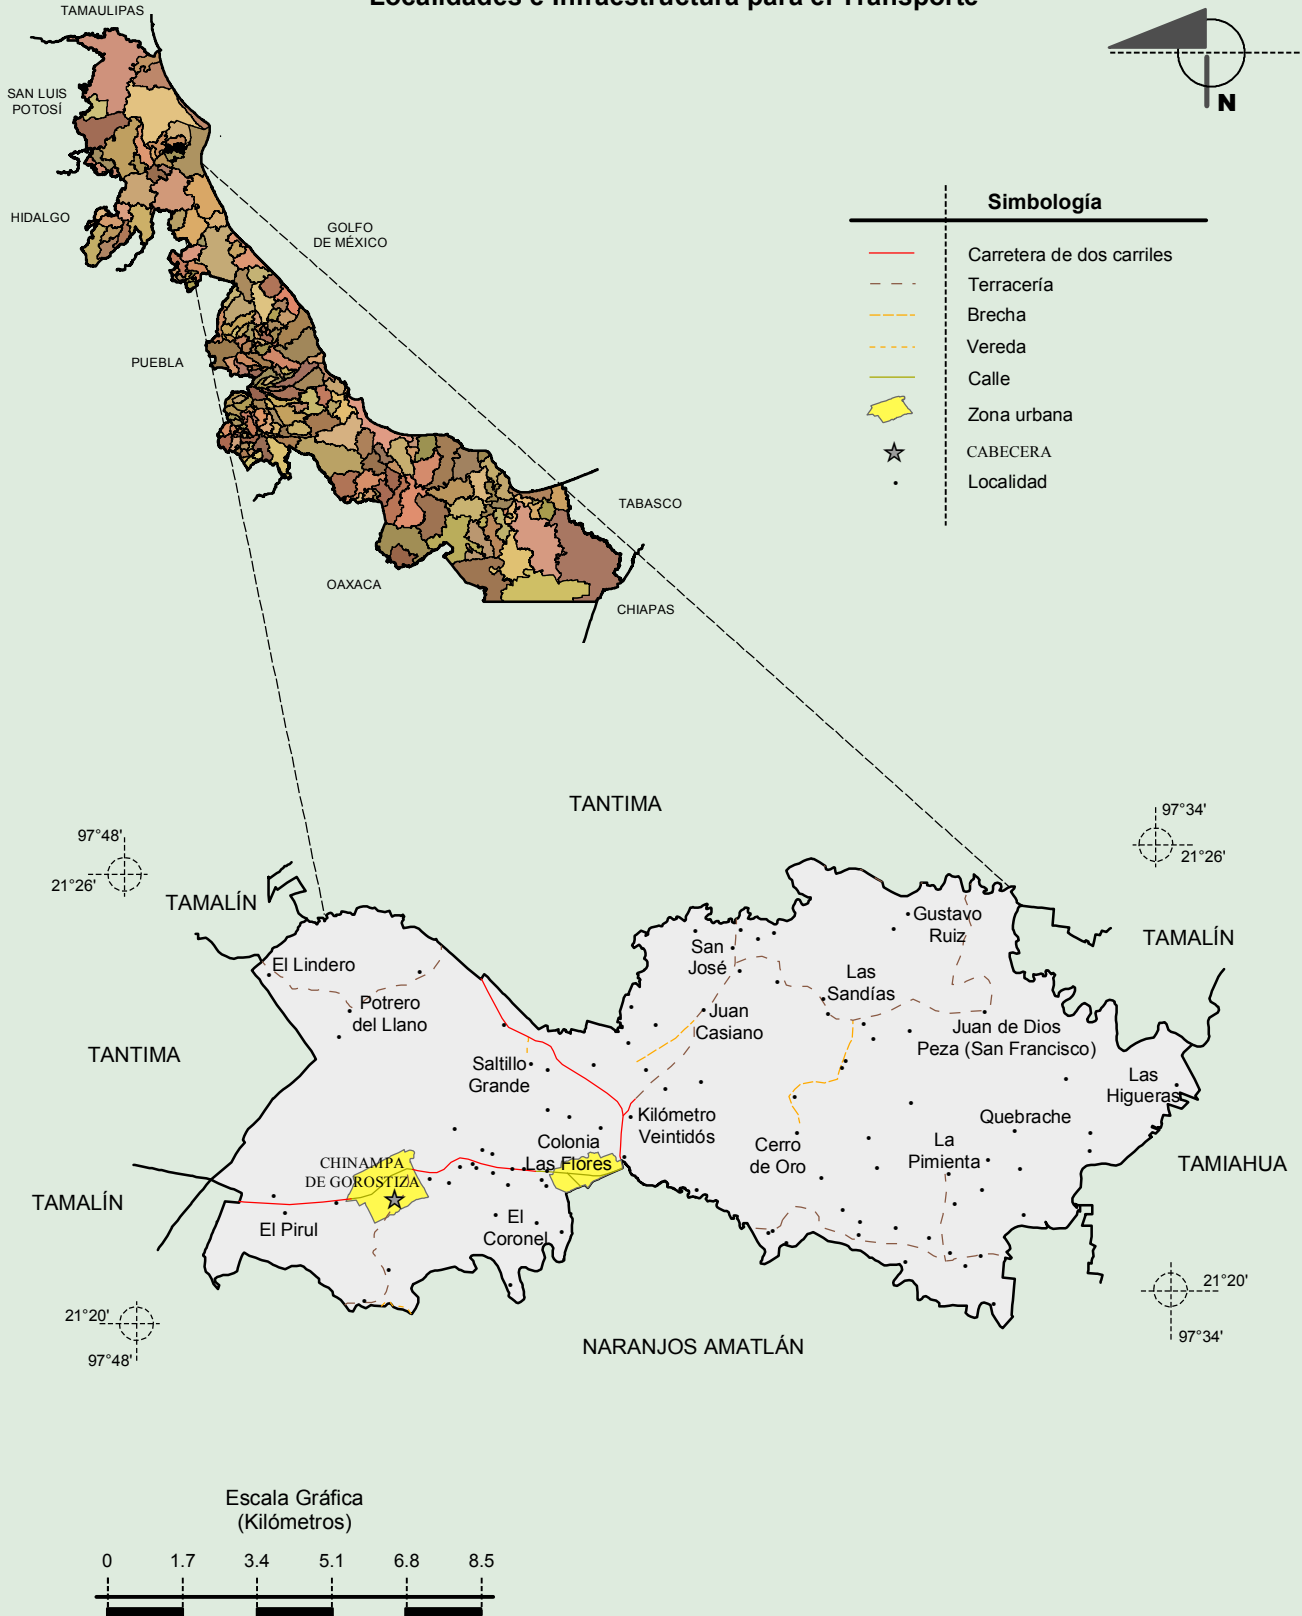 Localidades e Infraestructura para el Transporte
TAMAULIPAS
SAN LUIS
POTOSÍ
HIDALGO
GOLFO
DE MÉXICO
PUEBLA
TABASCO
OAXACA
CHIAPAS
N
Simbología
Carretera de dos carriles
Terracería
Brecha
Vereda
Calle
Zona urbana
CABECERA
Localidad
TANTIMA
97°48'
21°26'
97°34'
21°26'
TAMALÍN
TAMALÍN
El Lindero
Potrero
del Llano
San
José
Gustavo
Ruiz
Las
Sandías
Juan
Casiano
Juan de Dios
Peza (San Francisco)
TANTIMA
Saltillo
Grande
Las
Higueras
Kilómetro
Veintidós
Quebrache
Colonia
Las Flores
Cerro
de Oro
La
Pimienta
CHINAMPA
DE GOROSTIZA
TAMIAHUA
TAMALÍN
El Pirul
El
Coronel
21°20'
97°48'
21°20'
97°34'
NARANJOS AMATLÁN
Escala Gráfica
(Kilómetros)
0 1.7 3.4 5.1 6.8 8.5